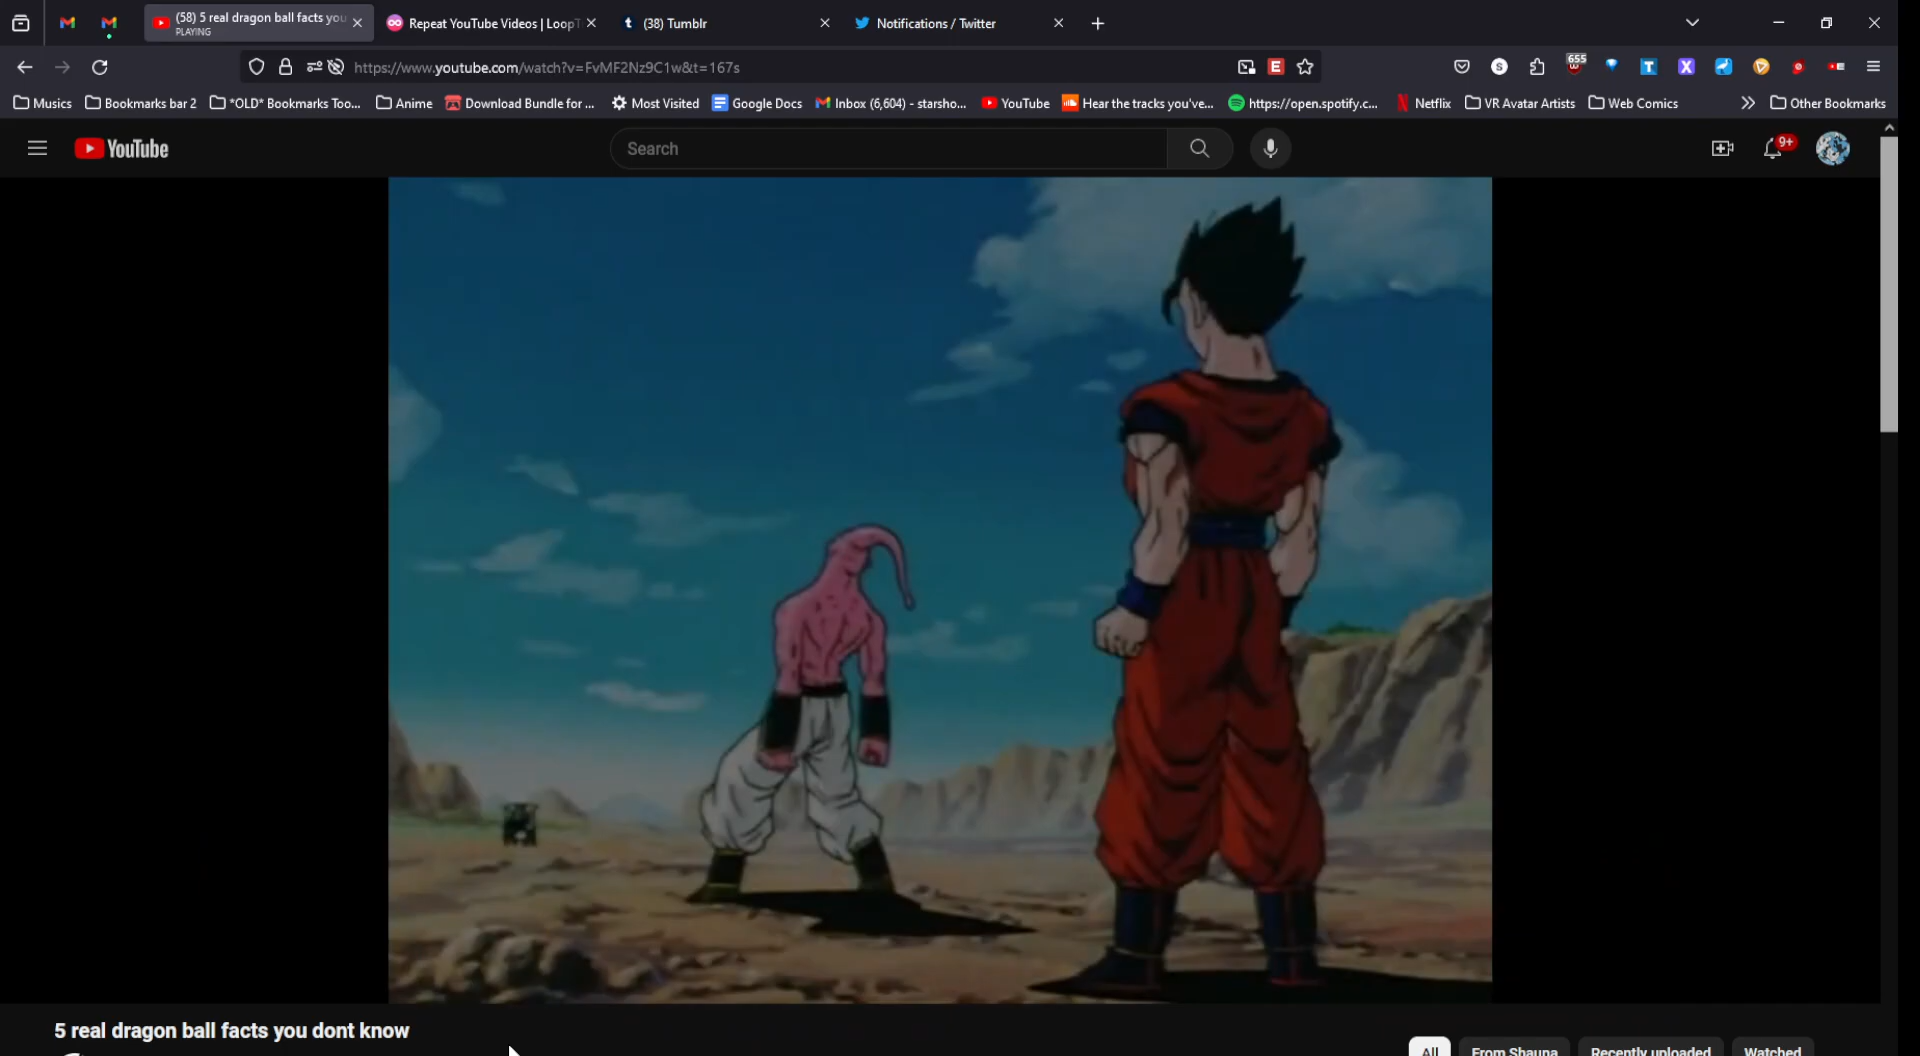 (58) 5 real dragon ball facts you
PLAYING
Repeat YouTube Videos | LoopT
(38) Tumblr
Notifications / Twitter
https://www.youtube.com/watch?v=FvMF2Nz9C1w&t=167s
E
S
655
T
X
Musics
Bookmarks bar 2
*OLD* Bookmarks Too...
Anime
Download Bundle for ...
Most Visited
Google Docs
Inbox (6,604) - starsho...
YouTube
Hear the tracks you've...
https://open.spotify.c...
Netflix
VR Avatar Artists
Web Comics
Other Bookmarks
YouTube
Search
9+
5 real dragon ball facts you dont know
All
From Shauna
Recently uploaded
Watched